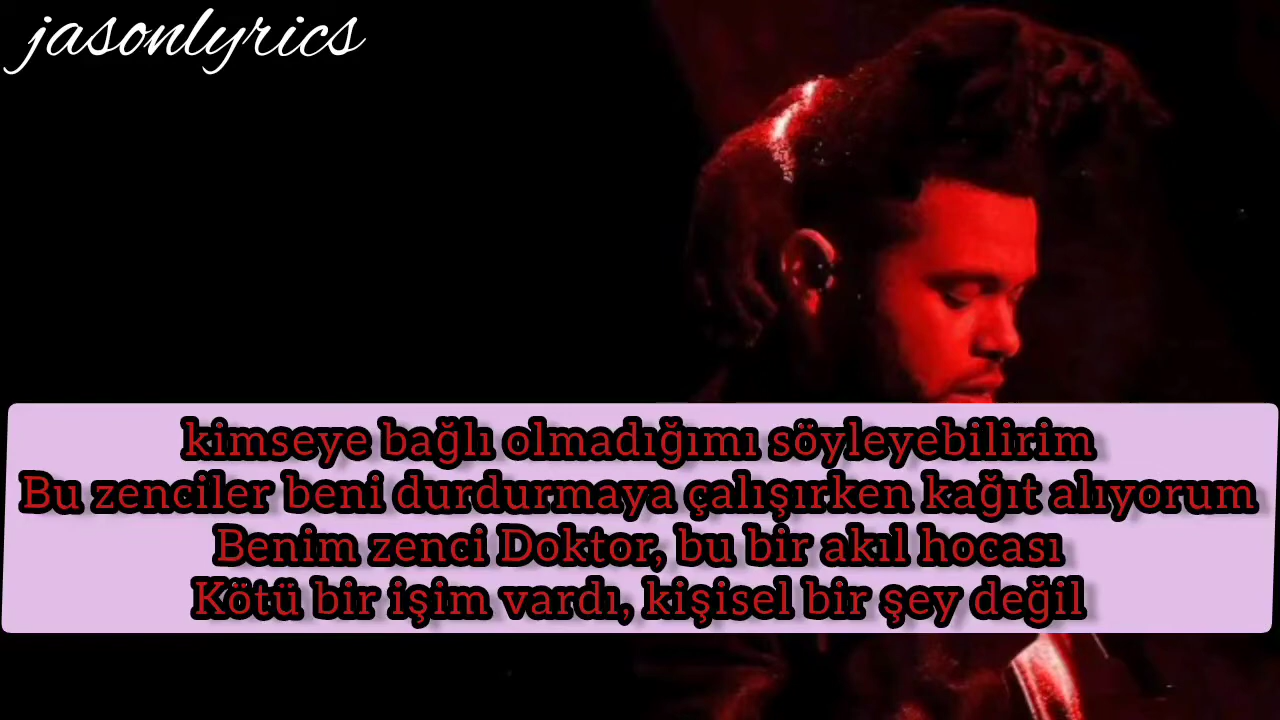 jasonlyrics
kimseye bağlı olmadığımı söyleyebilirim
Bu zenciler beni durdurmaya çalışırken kağıt alıyorum
Benim zenci Doktor, bu bir akıl hocası
Kötü bir işim vardı, kişisel bir şey değil